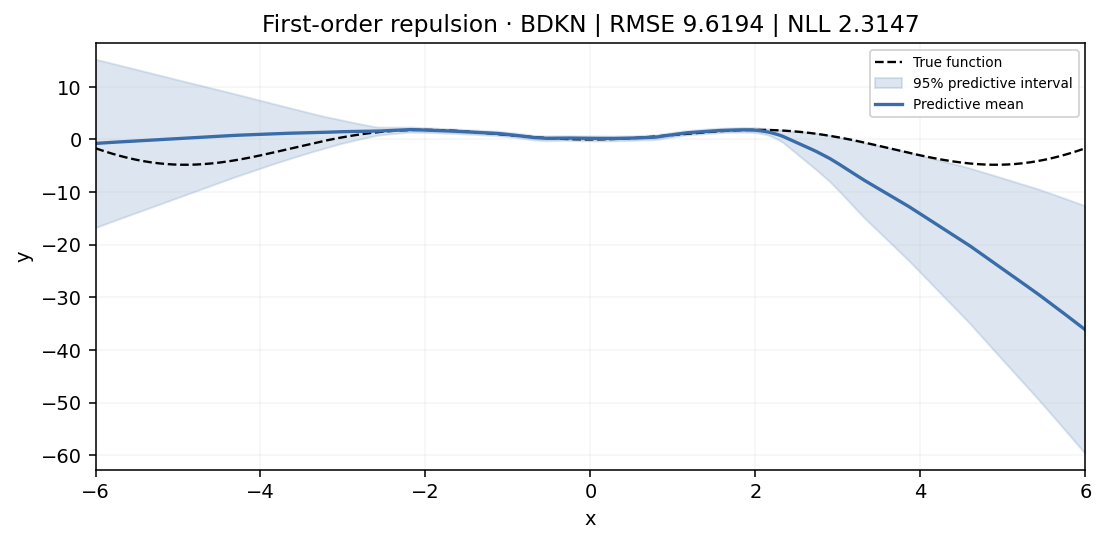 First-order repulsion · BDKN | RMSE 9.6194 | NLL 2.3147
True function
95% predictive interval
Predictive mean
10
0
−10
−20
−30
−40
−50
−60
y
−6
−4
−2
0
2
4
6
x